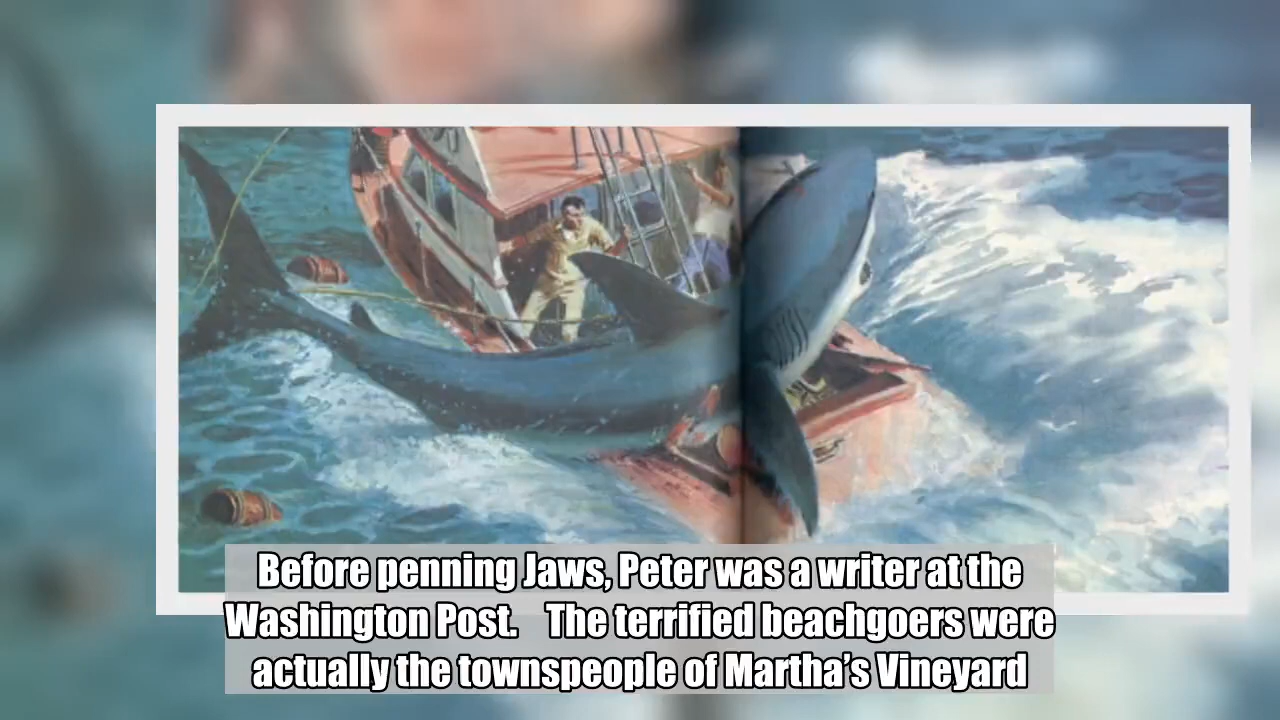 Before penning Jaws, Peter was a writer at the
Washington Post. The terrified beachgoers were
actually the townspeople of Martha’s Vineyard